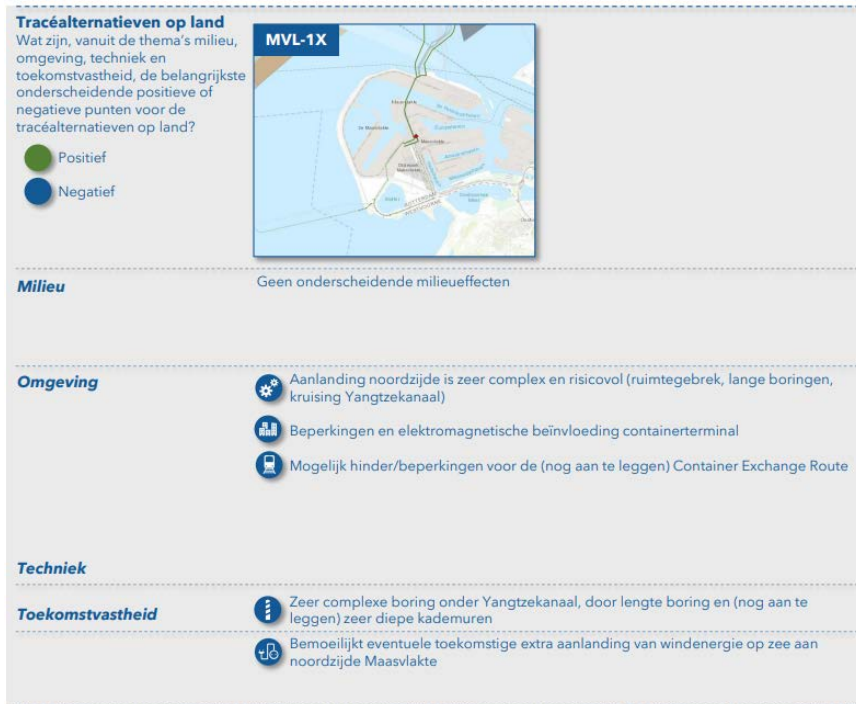 Tracéalternatieven op land
Wat zijn, vanuit de thema's milieu,
omgeving, techniek en
toekomstvastheid, de belangrijkste
onderscheidende positieve of
negatieve punten voor de
tracéalternatieven op land?
Positief
Negatief
MVL-1X
ROTTERDAM
WESTVOORNE
Milieu
Geen onderscheidende milieueffecten
Omgeving
Aanlanding noordzijde is zeer complex en risicovol (ruimtegebrek, lange boringen,
kruising Yangtzekanaal)
Beperkingen en elektromagnetische beïnvloeding containerterminal
Mogelijk hinder/beperkingen voor de (nog aan te leggen) Container Exchange Route
Techniek
Toekomstvastheid
Zeer complexe boring onder Yangtzekanaal, door lengte boring en (nog aan te
leggen) zeer diepe kademuren
Bemoeilijkt eventuele toekomstige extra aanlanding van windenergie op zee aan
noordzijde Maasvlakte